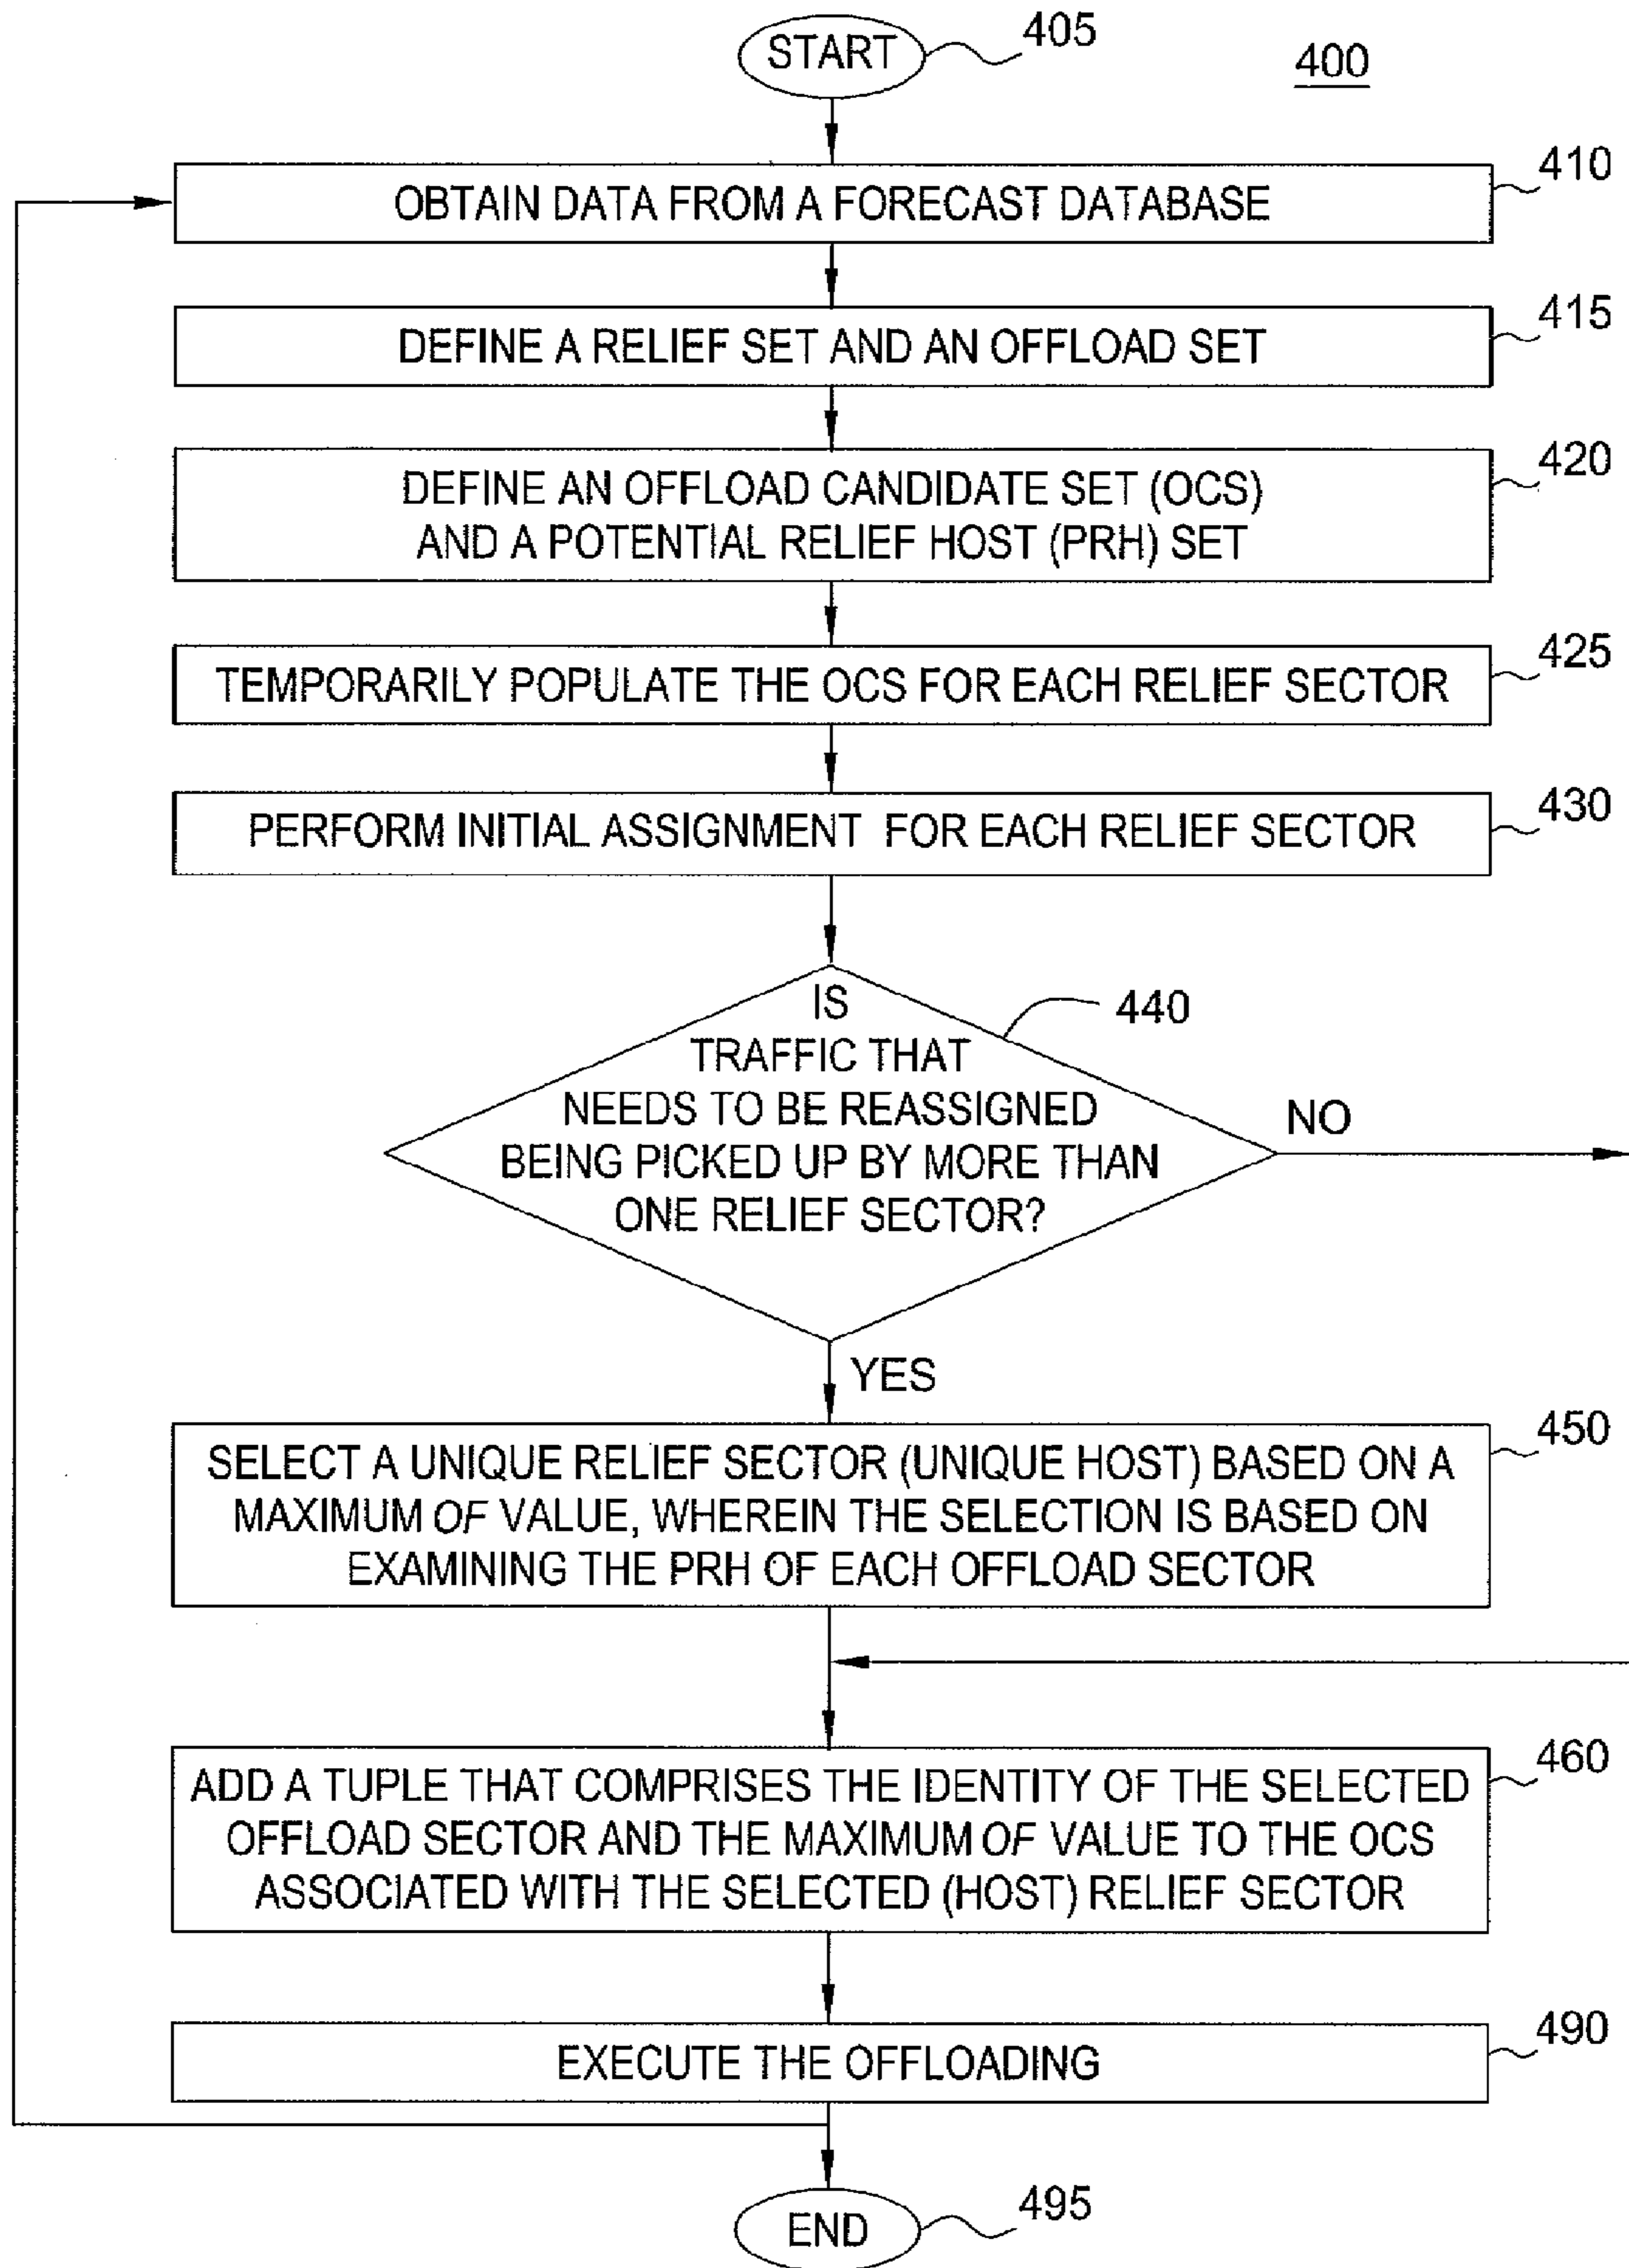 START
405
400
410
OBTAIN DATA FROM A FORECAST DATABASE
415
DEFINE A RELIEF SET AND AN OFFLOAD SET
420
DEFINE AN OFFLOAD CANDIDATE SET (OCS)
AND A POTENTIAL RELIEF HOST (PRH) SET
425
TEMPORARILY POPULATE THE OCS FOR EACH RELIEF SECTOR
430
PERFORM INITIAL ASSIGNMENT FOR EACH RELIEF SECTOR
440
IS
TRAFFIC THAT
NEEDS TO BE REASSIGNED
BEING PICKED UP BY MORE THAN
ONE RELIEF SECTOR?
NO
YES
450
SELECT A UNIQUE RELIEF SECTOR (UNIQUE HOST) BASED ON A
MAXIMUM OF VALUE, WHEREIN THE SELECTION IS BASED ON
EXAMINING THE PRH OF EACH OFFLOAD SECTOR
460
ADD A TUPLE THAT COMPRISES THE IDENTITY OF THE SELECTED
OFFLOAD SECTOR AND THE MAXIMUM OF VALUE TO THE OCS
ASSOCIATED WITH THE SELECTED (HOST) RELIEF SECTOR
490
EXECUTE THE OFFLOADING
END
495